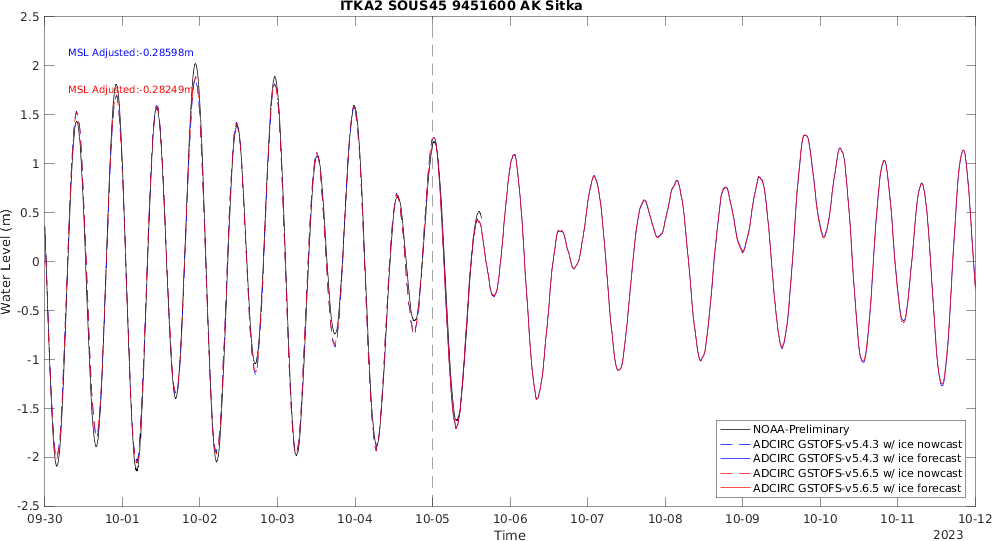 ITKA2 SOUS45 9451600 AK Sitka
MSL Adjusted:-0.28598m
MSL Adjusted:-0.28249m
Water Level (m)
2.5
2
1.5
1
0.5
0
-0.5
-1
-1.5
-2
-2.5
NOAA-Preliminary
ADCIRC GSTOFS-v5.4.3 w/ ice nowcast
ADCIRC GSTOFS-v5.4.3 w/ ice forecast
ADCIRC GSTOFS-v5.6.5 w/ ice nowcast
ADCIRC GSTOFS-v5.6.5 w/ ice forecast
09-30 10-01 10-02 10-03 10-04 10-05 10-06 10-07 10-08 10-09 10-10 10-11 10-12
Time
2023